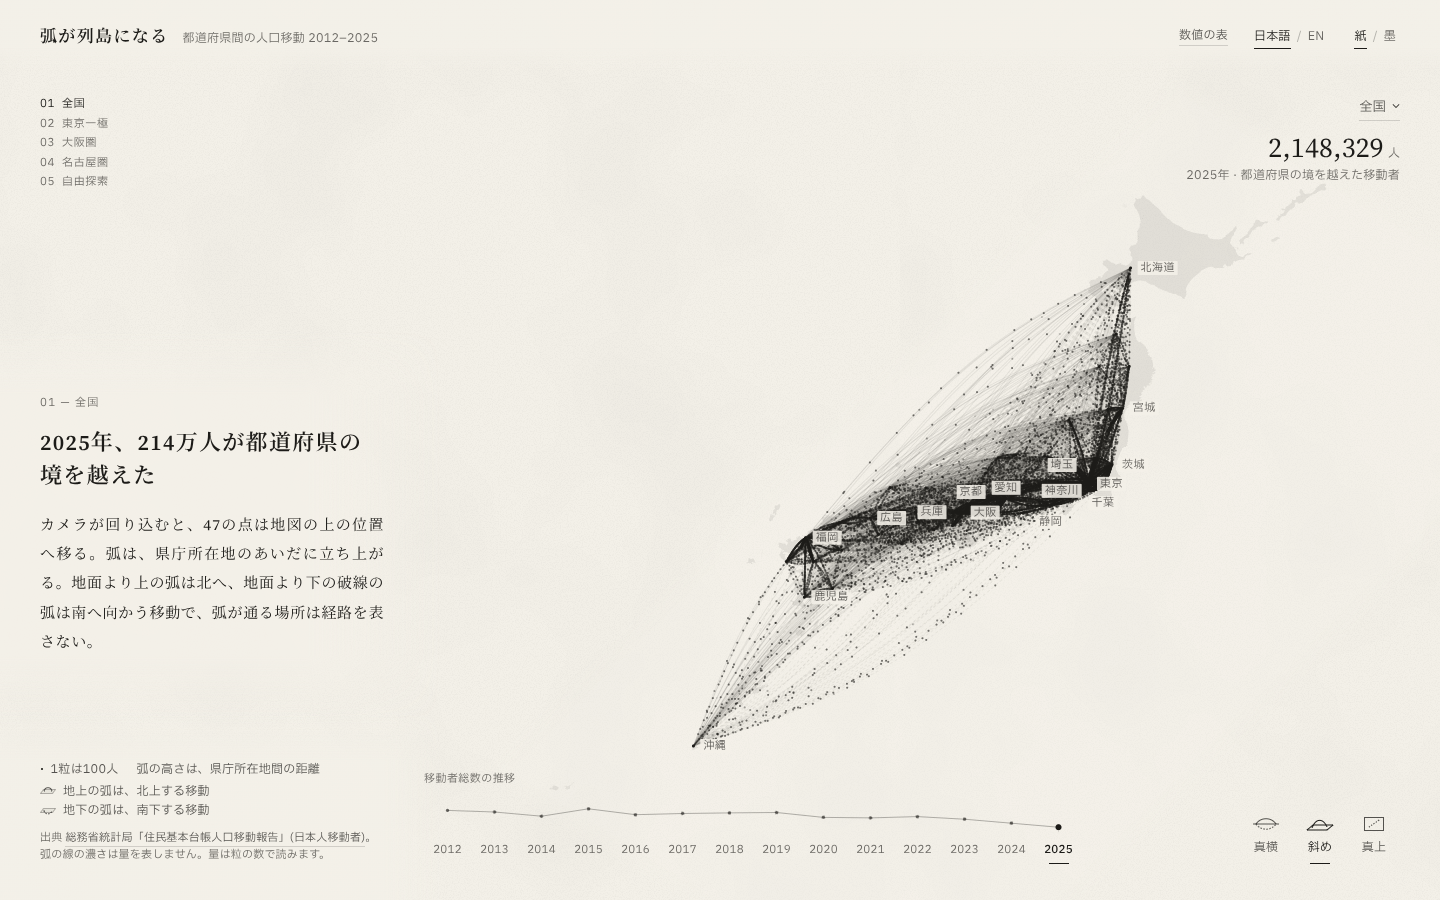 弧が列島になる 都道府県間の人口移動 2012–2025
数値の表 日本語 / EN 紙 / 墨
01 全国
02 東京一極
03 大阪圏
04 名古屋圏
05 自由探索
全国
2,148,329 人
2025年 · 都道府県の境を越えた移動者
北海道
宮城
茨城
埼玉
東京
神奈川
愛知
京都
千葉
大阪
兵庫
広島
静岡
福岡
鹿児島
沖縄
01 — 全国
2025年、214万人が都道府県の
境を越えた
カメラが回り込むと、47の点は地図の上の位置
へ移る。弧は、県庁所在地のあいだに立ち上が
る。地面より上の弧は北へ、地面より下の破線の
弧は南へ向かう移動で、弧が通る場所は経路を表
さない。
· 1粒は100人 弧の高さは、県庁所在地間の距離
地上の弧は、北上する移動
地下の弧は、南下する移動
出典 総務省統計局「住民基本台帳人口移動報告」(日本人移動者)。
弧の線の濃さは量を表しません。量は粒の数で読みます。
移動者総数の推移
2012 2013 2014 2015 2016 2017 2018 2019 2020 2021 2022 2023 2024 2025
真横 斜め 真上